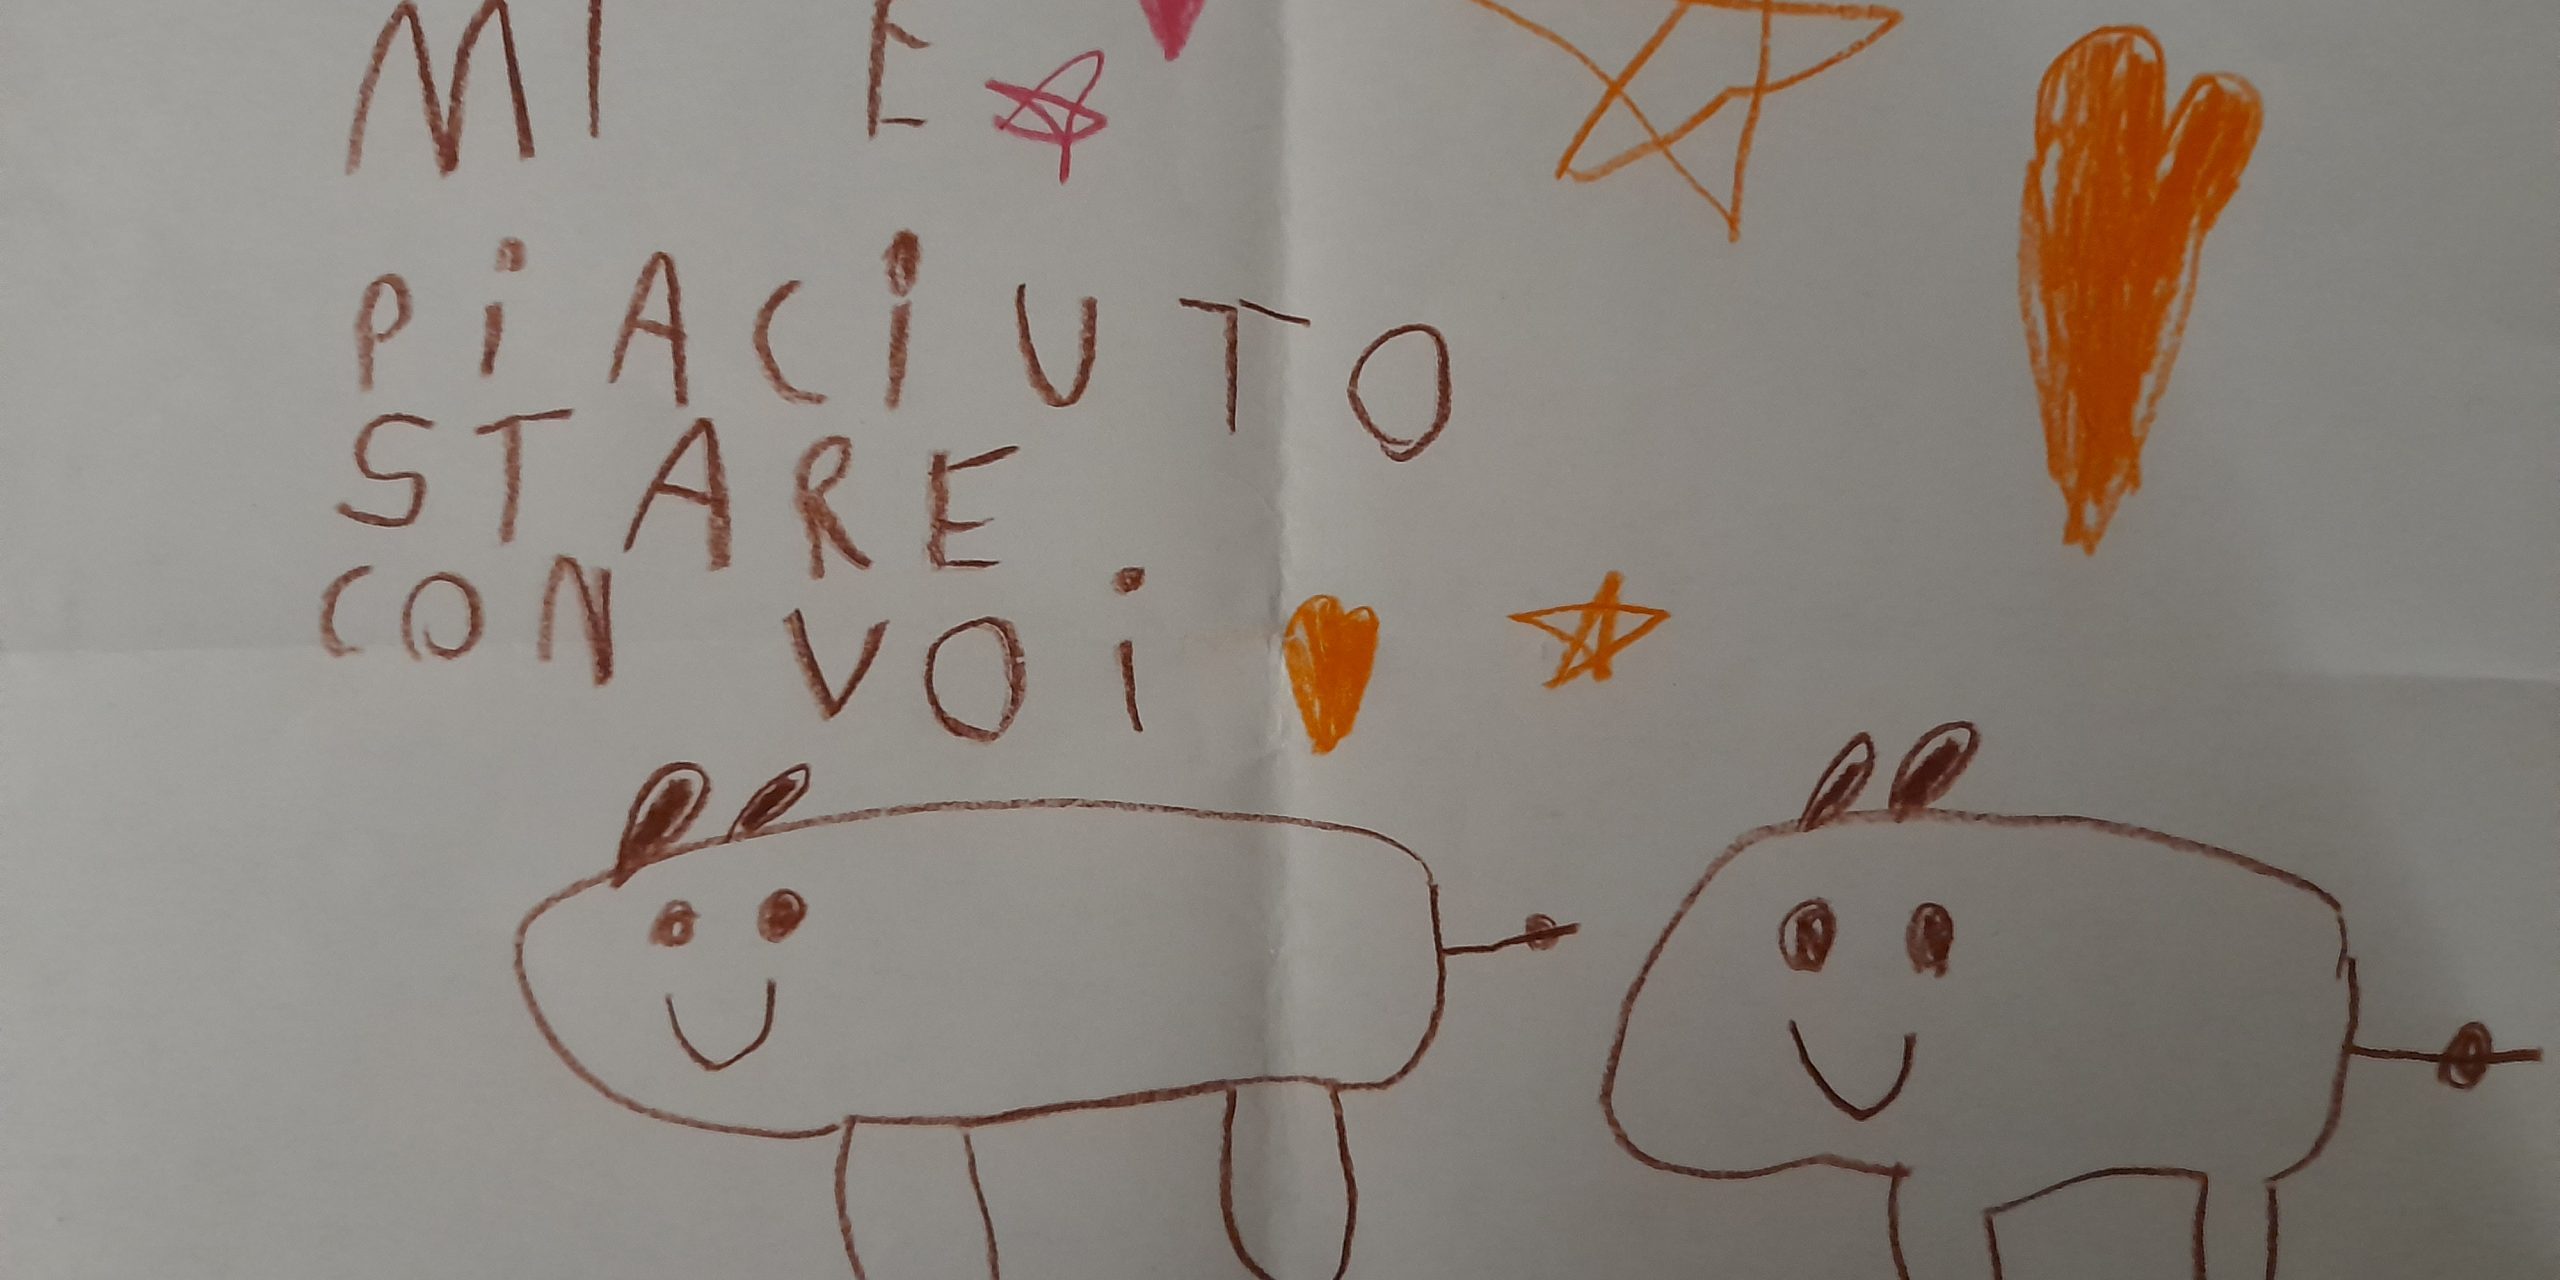 MI E
PiACiUTO
STARE
CON VOi